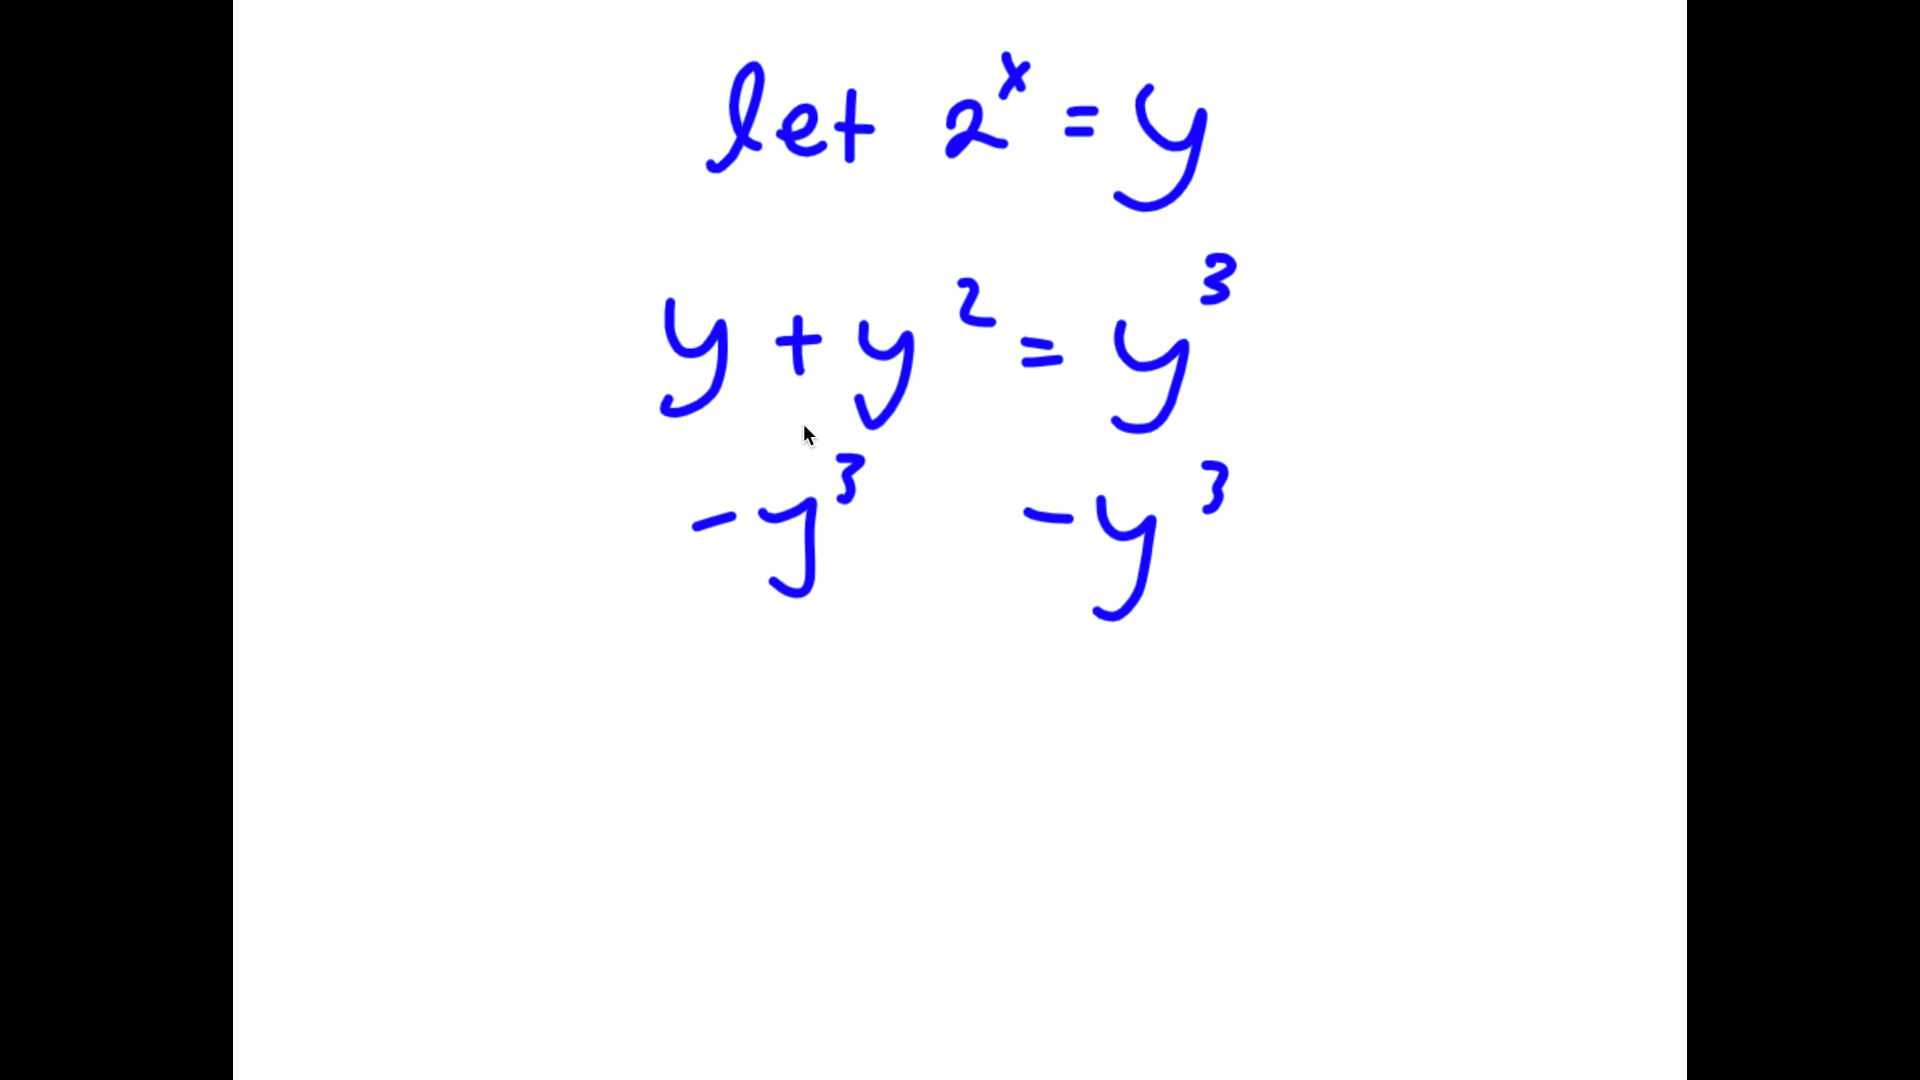 let 2^x = y
y + y^2 = y^3
- y^3 - y^3